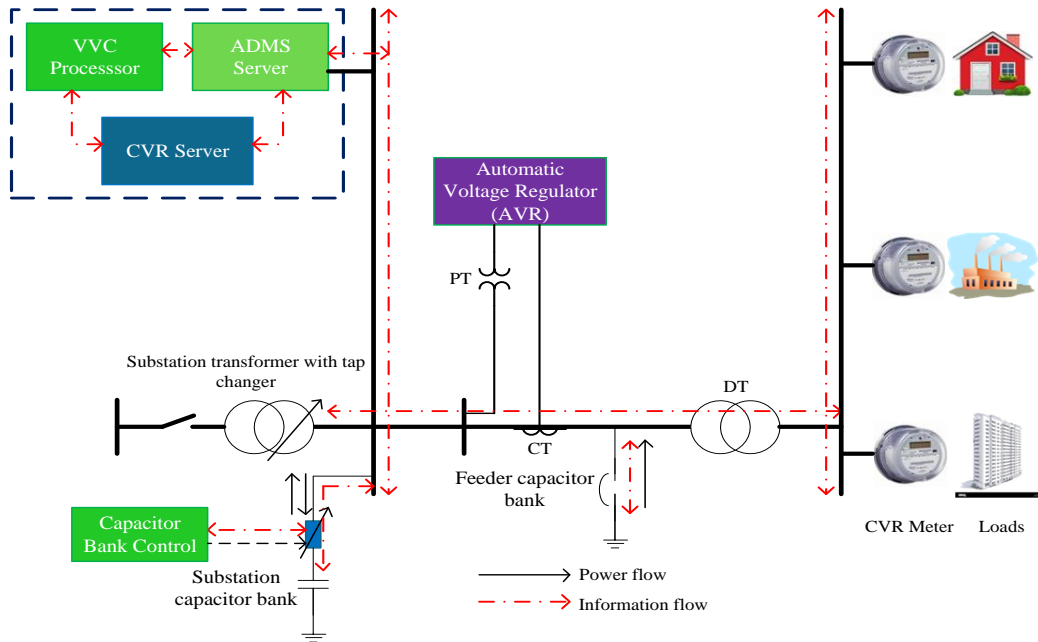 VVC
Processsor
ADMS
Server
CVR Server
Automatic
Voltage Regulator
(AVR)
PT
Substation transformer with tap
changer
DT
CT
Feeder capacitor
bank
Capacitor
Bank Control
Substation
capacitor bank
CVR Meter
Loads
Power flow
Information flow